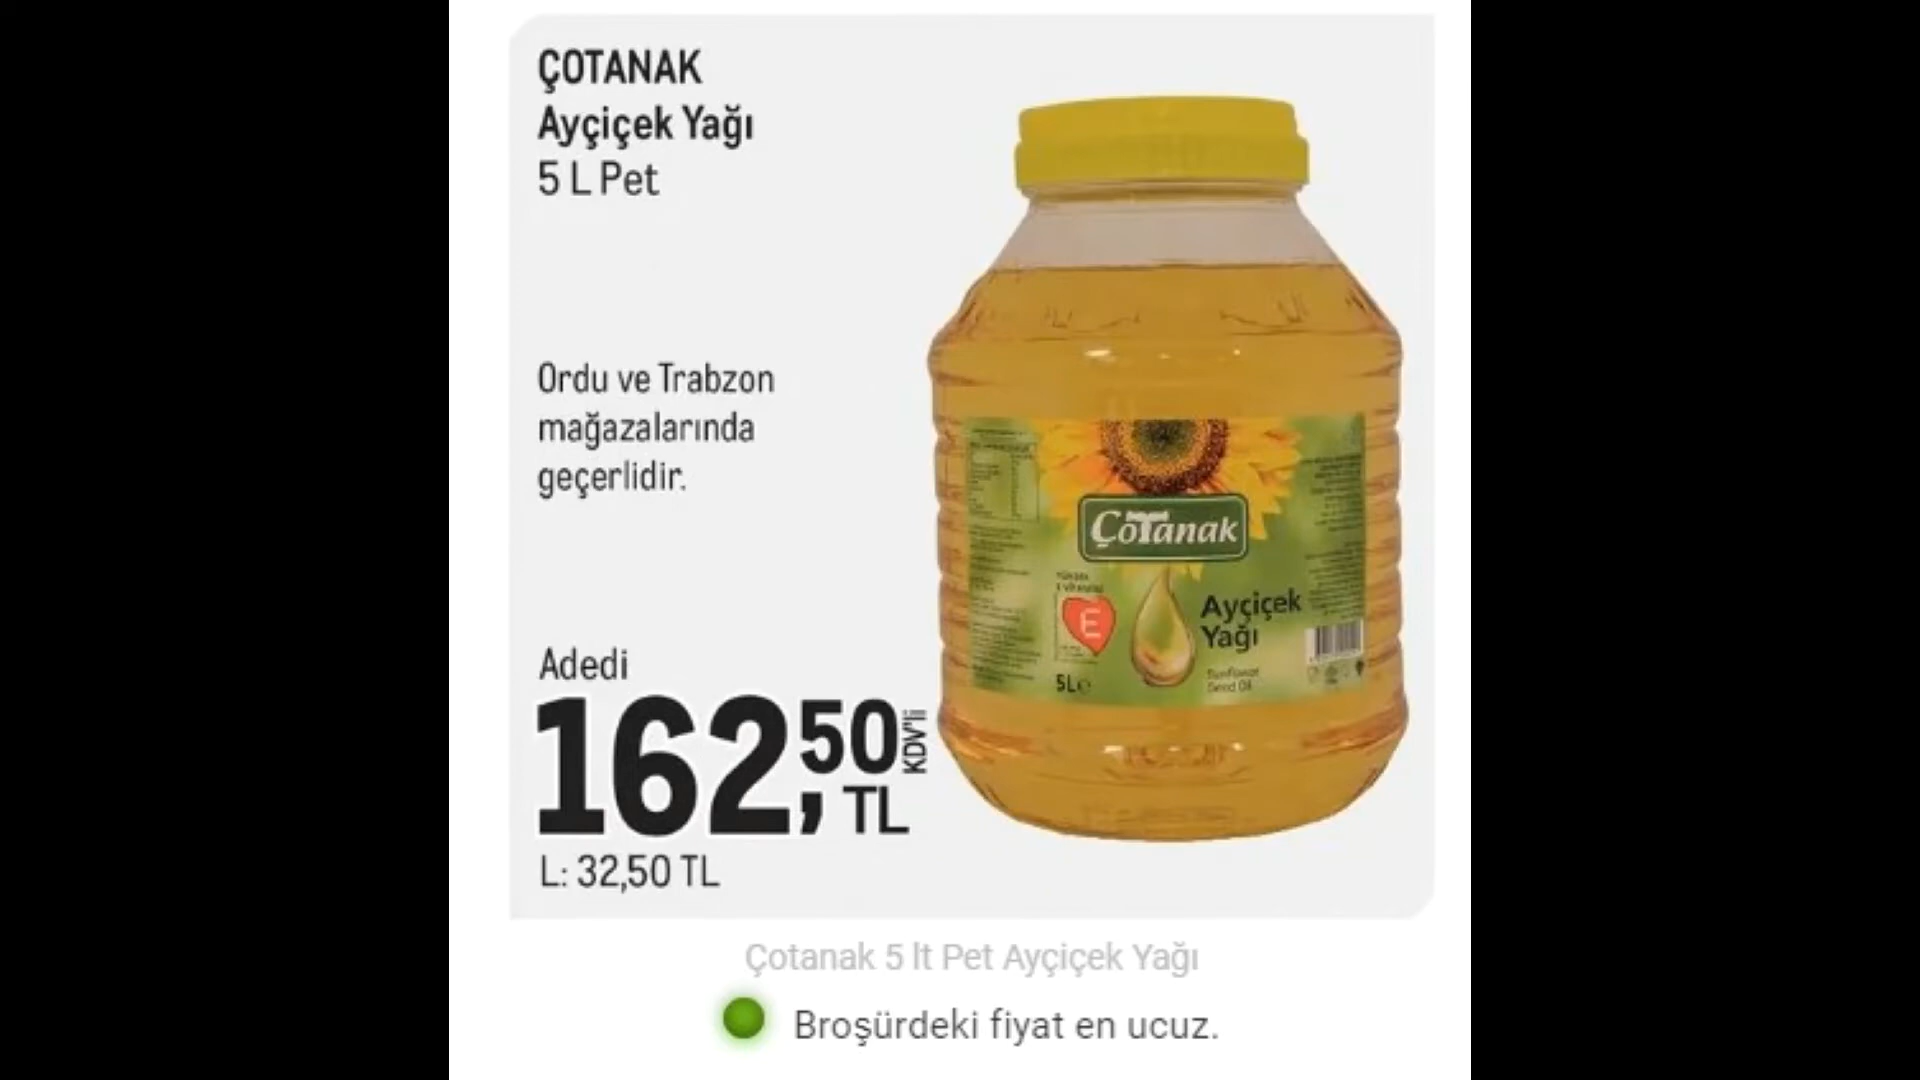 ÇOTANAK
Ayçiçek Yağı
5 L Pet
Ordu ve Trabzon
mağazalarında
geçerlidir.
Adedi
162,50 TL KDV'li
L: 32,50 TL
Çotanak
E
Ayçiçek
Yağı
5L
Çotanak 5 lt Pet Ayçiçek Yağı
Broşürdeki fiyat en ucuz.